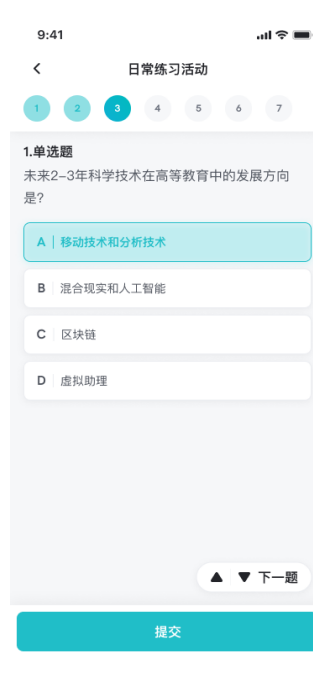 9:41
日常练习活动
1 2 3 4 5 6 7
1.单选题
未来2-3年科学技术在高等教育中的发展方向
是?
A 移动技术和分析技术
B 混合现实和人工智能
C 区块链
D 虚拟助理
下一题
提交